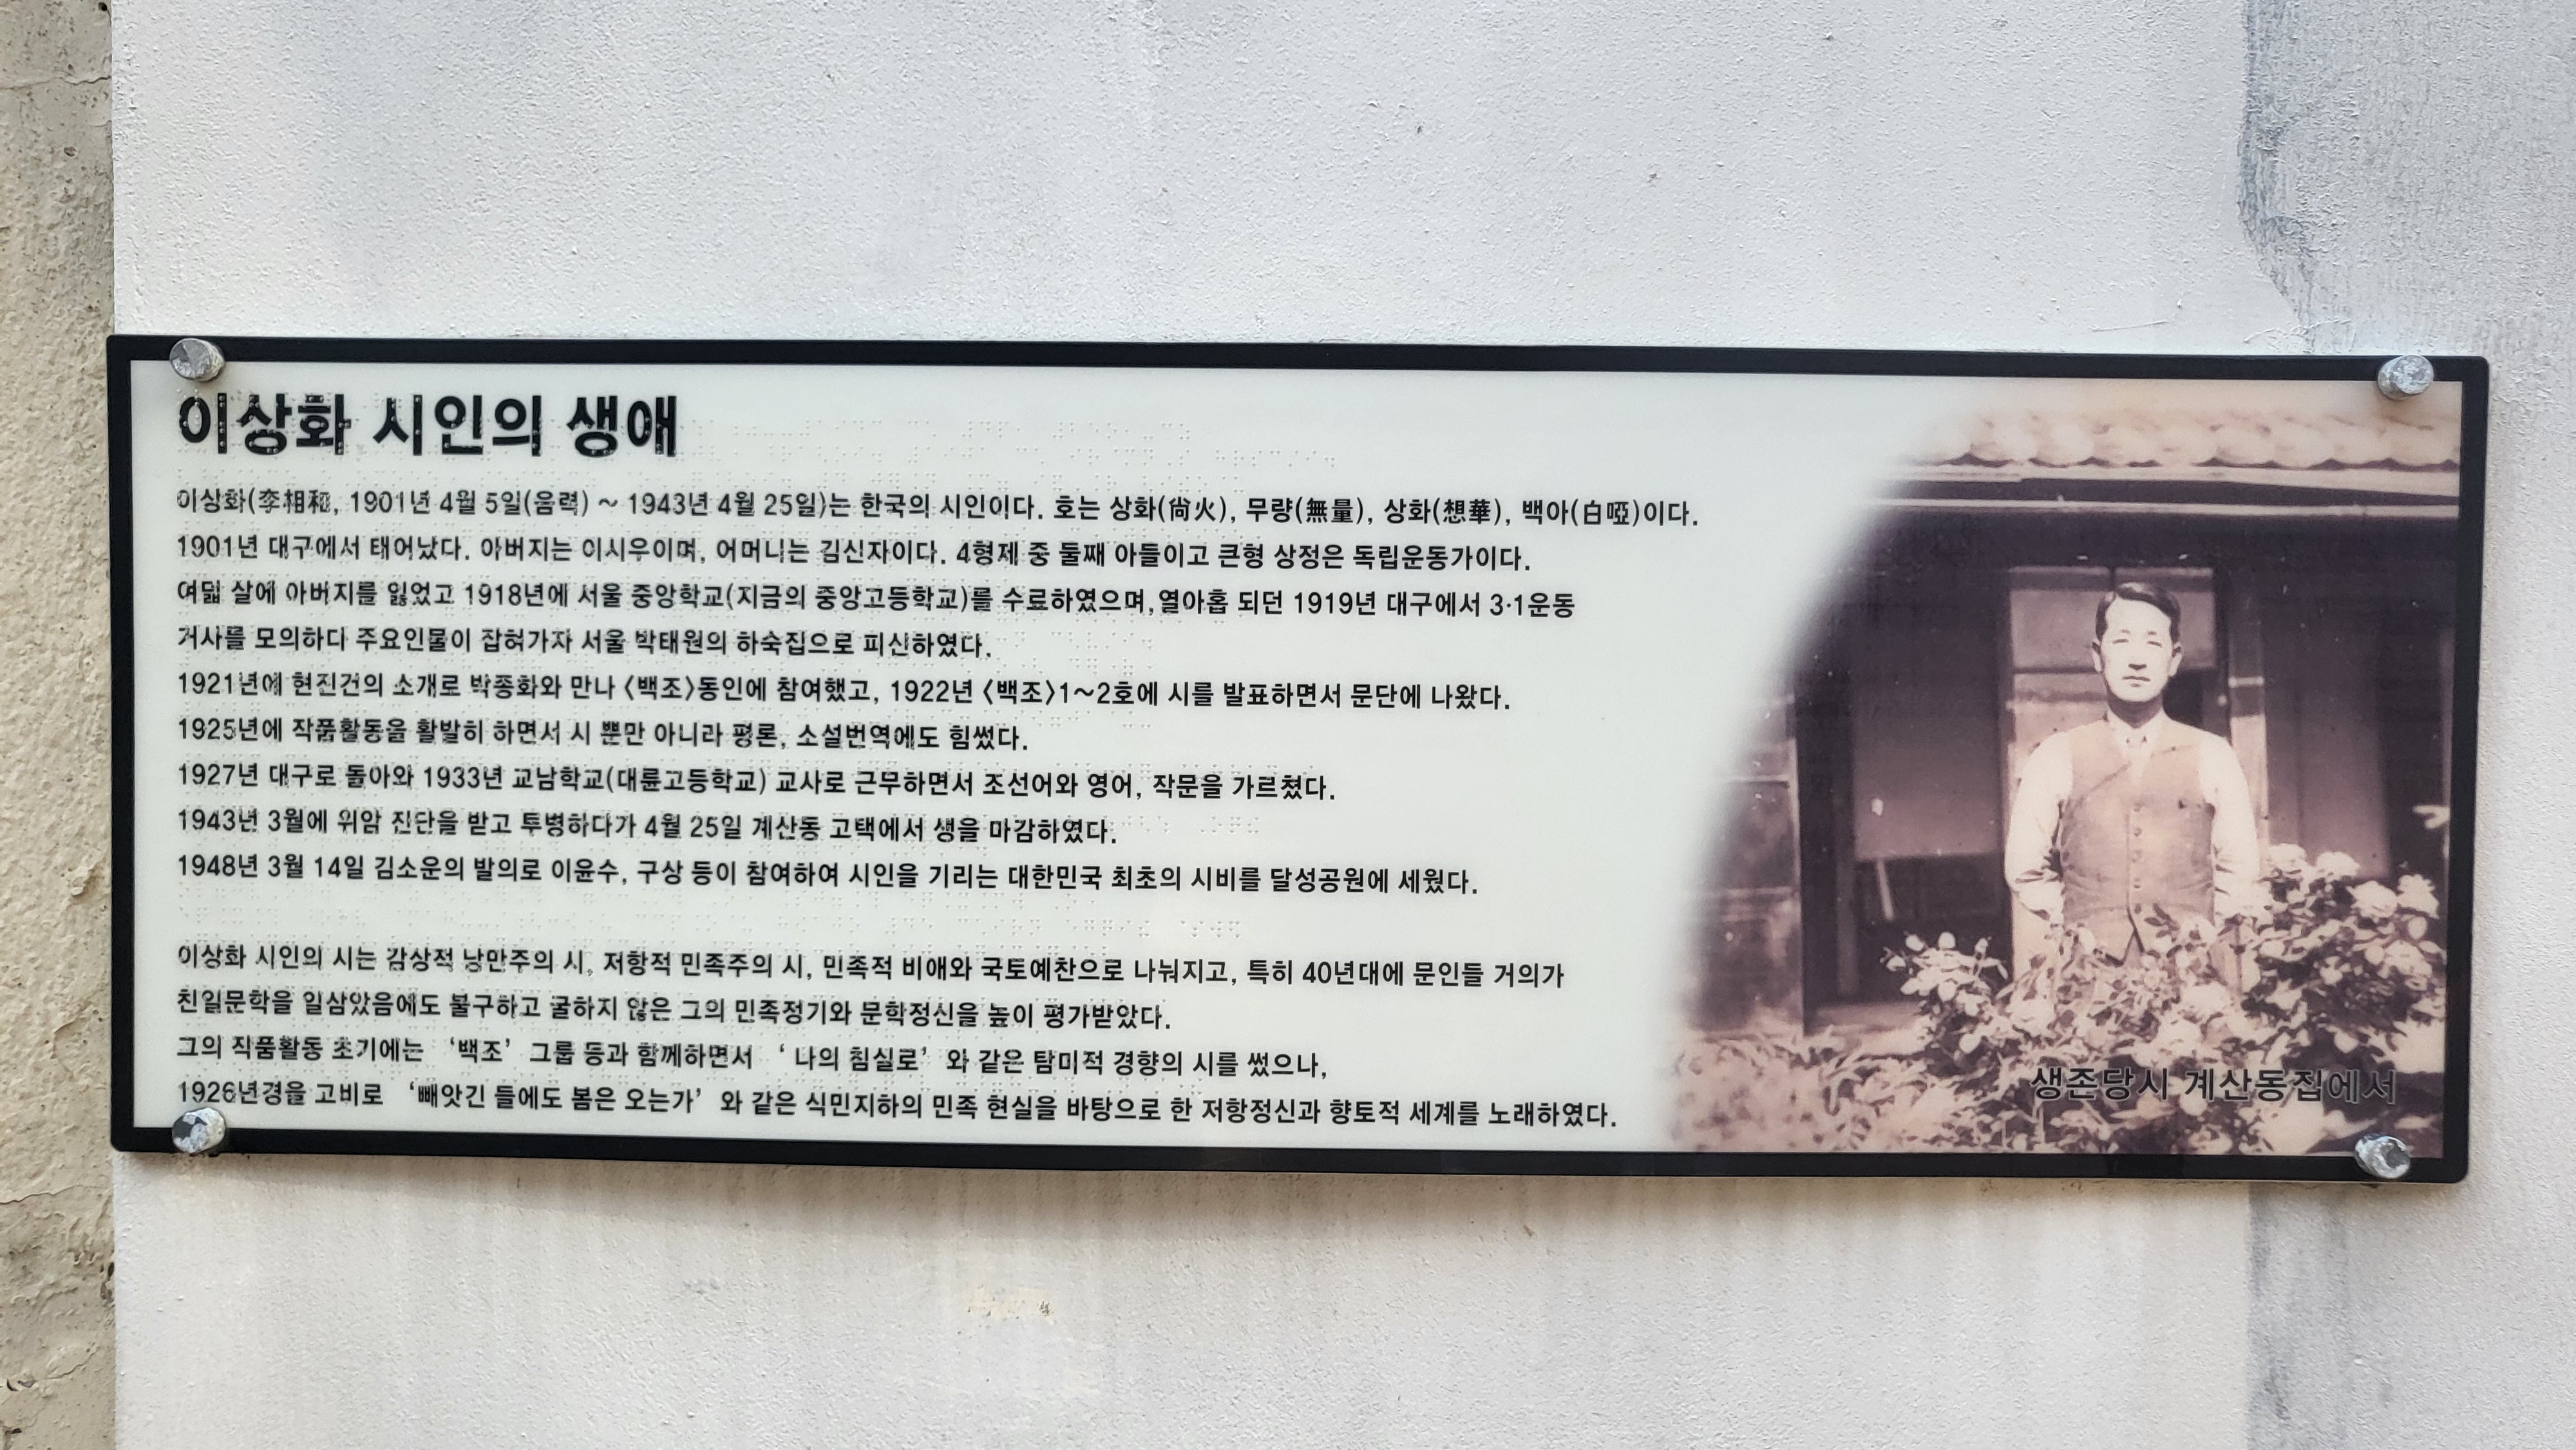 이상화 시인의 생애
이상화(李相和, 1901년 4월 5일(음력) ~ 1943년 4월 25일)는 한국의 시인이다. 호는 상화(尙火), 무량(無量), 상화(想華), 백아(白啞)이다.
1901년 대구에서 태어났다. 아버지는 이시우이며, 어머니는 김신자이다. 4형제 중 둘째 아들이고 큰형 상정은 독립운동가이다.
여덟 살에 아버지를 잃었고 1918년에 서울 중앙학교(지금의 중앙고등학교)를 수료하였으며,열아홉 되던 1919년 대구에서 3·1운동
거사를 모의하다 주요인물이 잡혀가자 서울 박태원의 하숙집으로 피신하였다.
1921년에 현진건의 소개로 박종화와 만나 〈백조〉동인에 참여했고, 1922년 〈백조〉1~2호에 시를 발표하면서 문단에 나왔다.
1925년에 작품활동을 활발히 하면서 시 뿐만 아니라 평론, 소설번역에도 힘썼다.
1927년 대구로 돌아와 1933년 교남학교(대륜고등학교) 교사로 근무하면서 조선어와 영어, 작문을 가르쳤다.
1943년 3월에 위암 진단을 받고 투병하다가 4월 25일 계산동 고택에서 생을 마감하였다.
1948년 3월 14일 김소운의 발의로 이윤수, 구상 등이 참여하여 시인을 기리는 대한민국 최초의 시비를 달성공원에 세웠다.
이상화 시인의 시는 감상적 낭만주의 시, 저항적 민족주의 시, 민족적 비애와 국토예찬으로 나눠지고, 특히 40년대에 문인들 거의가
친일문학을 일삼았음에도 불구하고 굴하지 않은 그의 민족정기와 문학정신을 높이 평가받았다.
그의 작품활동 초기에는 ‘백조’ 그룹 등과 함께하면서 ‘ 나의 침실로’ 와 같은 탐미적 경향의 시를 썼으나,
1926년경을 고비로 ‘빼앗긴 들에도 봄은 오는가’ 와 같은 식민지하의 민족 현실을 바탕으로 한 저항정신과 향토적 세계를 노래하였다.
생존당시 계산동집에서